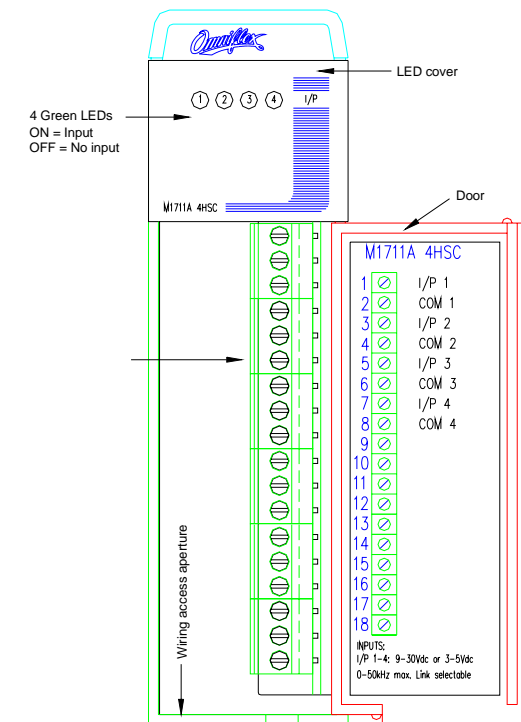 Omniflex
LED cover
1 2 3 4 I/P
4 Green LEDs
ON = Input
OFF = No input
M1711A 4HSC
Door
M1711A 4HSC
1 I/P 1
2 COM 1
3 I/P 2
4 COM 2
5 I/P 3
6 COM 3
7 I/P 4
8 COM 4
9
10
11
12
13
14
15
16
17
18
Wiring access aperture
INPUTS:
I/P 1-4: 9-30Vdc or 3-5Vdc
0-50kHz max. Link selectable